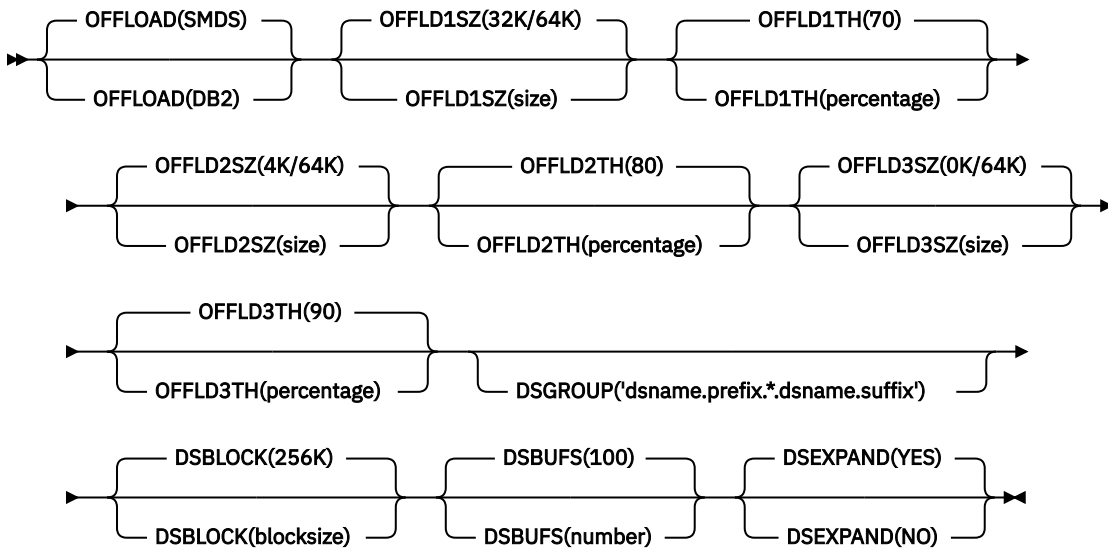 OFFLOAD(SMDS) OFFLD1SZ(32K/64K) OFFLD1TH(70)
OFFLOAD(DB2) OFFLD1SZ(size) OFFLD1TH(percentage)
OFFLD2SZ(4K/64K) OFFLD2TH(80) OFFLD3SZ(0K/64K)
OFFLD2SZ(size) OFFLD2TH(percentage) OFFLD3SZ(size)
OFFLD3TH(90)
OFFLD3TH(percentage) DSGROUP('dsname.prefix.*.dsname.suffix')
DSBLOCK(256K) DSBUFS(100) DSEXPAND(YES)
DSBLOCK(blocksize) DSBUFS(number) DSEXPAND(NO)